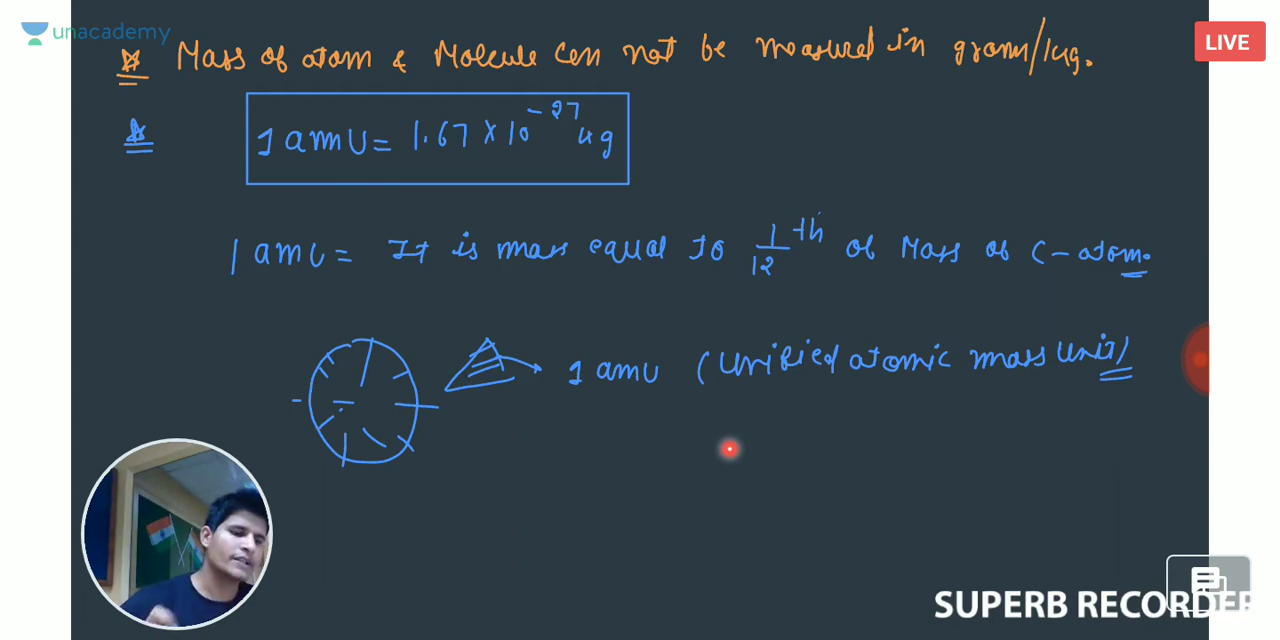 unacademy
LIVE
Mass of atom & Molecule can not be measured in gram/kg.
1 amU = 1.67 × 10⁻²⁷ kg
1 amu = It is mass equal to 1/12 th of Mass of C-atom.
1 amu (Unified atomic mass Unit)
SUPERB RECORDER